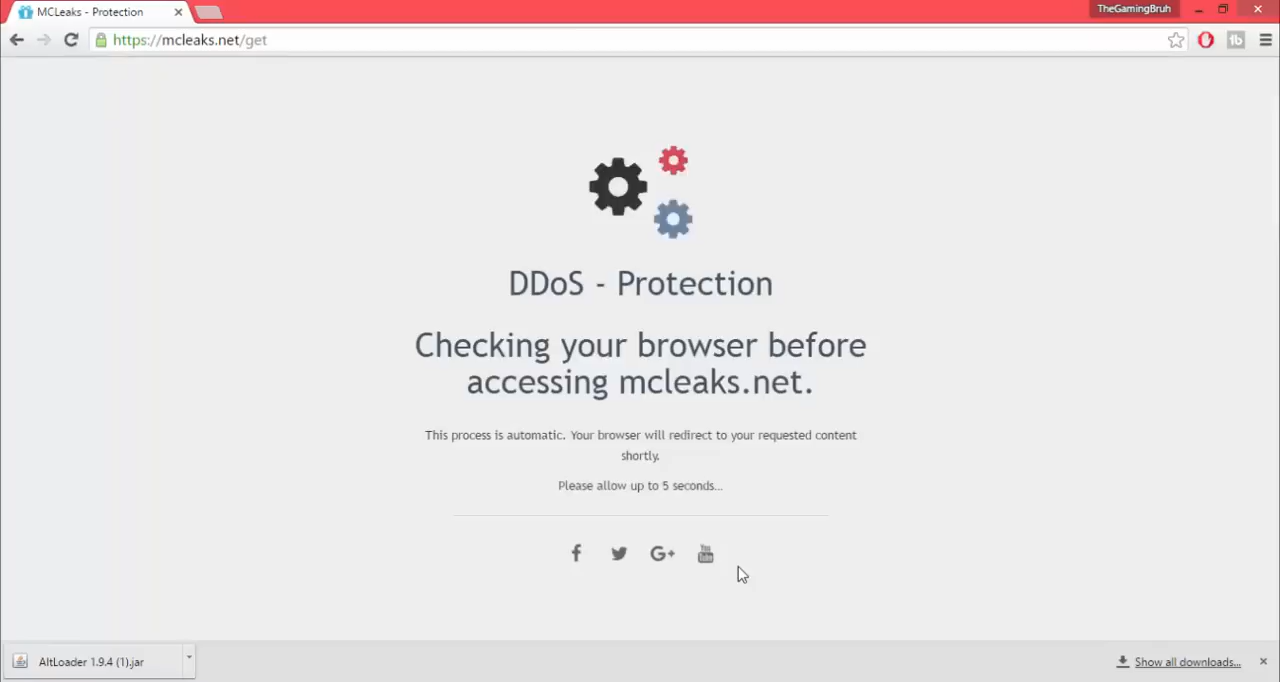 MCLeaks - Protection
TheGamingBruh
https://mcleaks.net/get
DDoS - Protection
Checking your browser before
accessing mcleaks.net.
This process is automatic. Your browser will redirect to your requested content
shortly.
Please allow up to 5 seconds...
f G+ You Tube
AltLoader 1.9.4 (1).jar
Show all downloads...